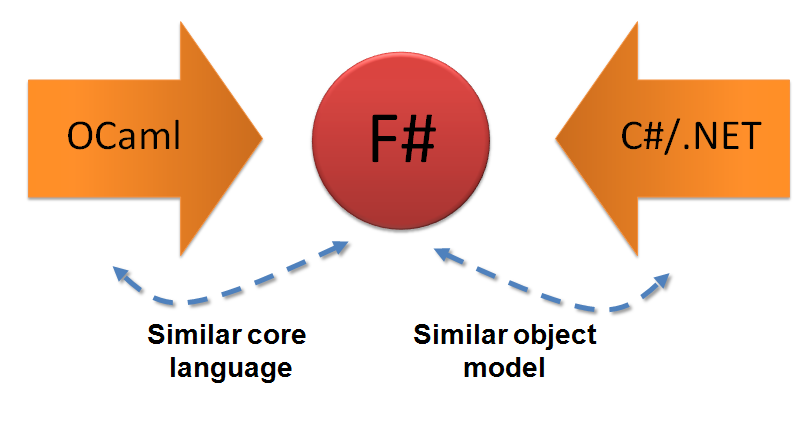 OCaml
F#
C#/.NET
Similar core
language
Similar object
model